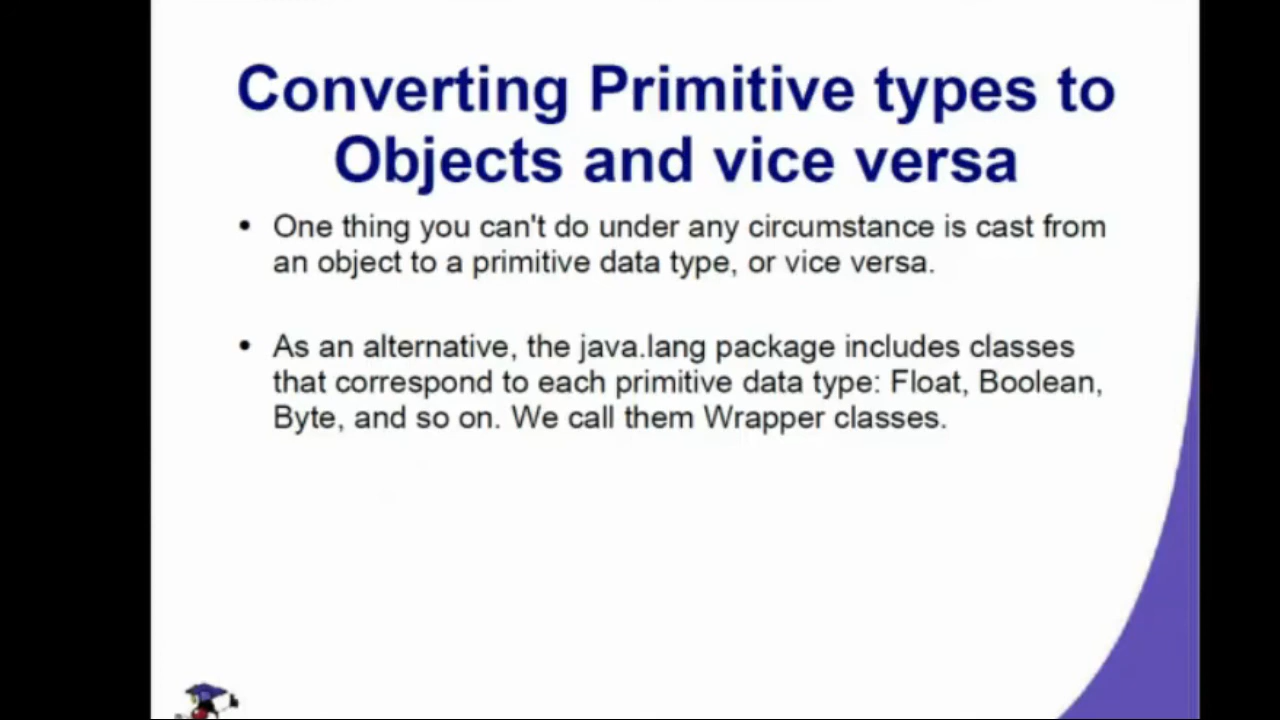 Converting Primitive types to
Objects and vice versa
• One thing you can't do under any circumstance is cast from
an object to a primitive data type, or vice versa.
• As an alternative, the java.lang package includes classes
that correspond to each primitive data type: Float, Boolean,
Byte, and so on. We call them Wrapper classes.